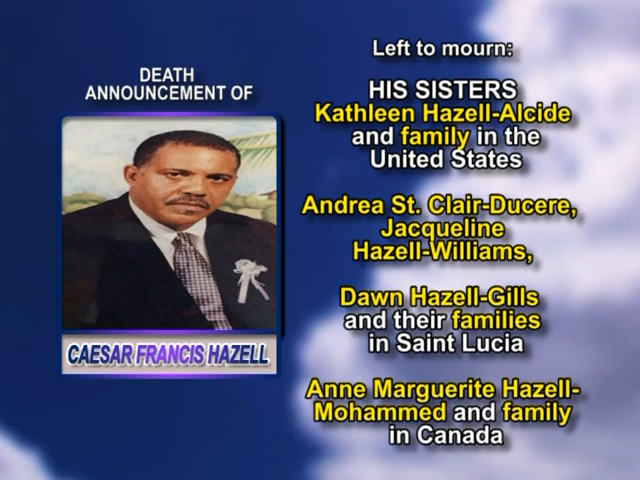 DEATH
ANNOUNCEMENT OF
CAESAR FRANCIS HAZELL
Left to mourn:
HIS SISTERS
Kathleen Hazell-Alcide
and family in the
United States
Andrea St. Clair-Ducere,
Jacqueline
Hazell-Williams,
Dawn Hazell-Gills
and their families
in Saint Lucia
Anne Marguerite Hazell-
Mohammed and family
in Canada